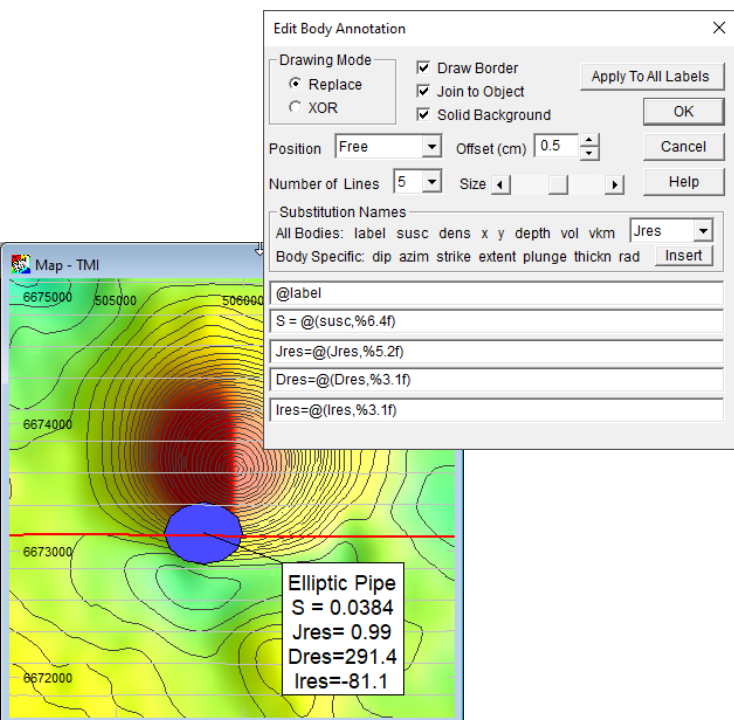 Edit Body Annotation
Drawing Mode
Replace
XOR
Draw Border
Join to Object
Solid Background
Apply To All Labels
OK
Position Free Offset (cm) 0.5 Cancel
Number of Lines 5 Size Help
Substitution Names
All Bodies: label susc dens x y depth vol vkm Jres
Body Specific: dip azim strike extent plunge thickn rad Insert
@label
S = @(susc,%6.4f)
Jres=@(Jres,%5.2f)
Dres=@(Dres,%3.1f)
Ires=@(Ires,%3.1f)
Map - TMI
6675000 505000 506000
6674000
6673000
6672000
Elliptic Pipe
S = 0.0384
Jres= 0.99
Dres=291.4
Ires=-81.1